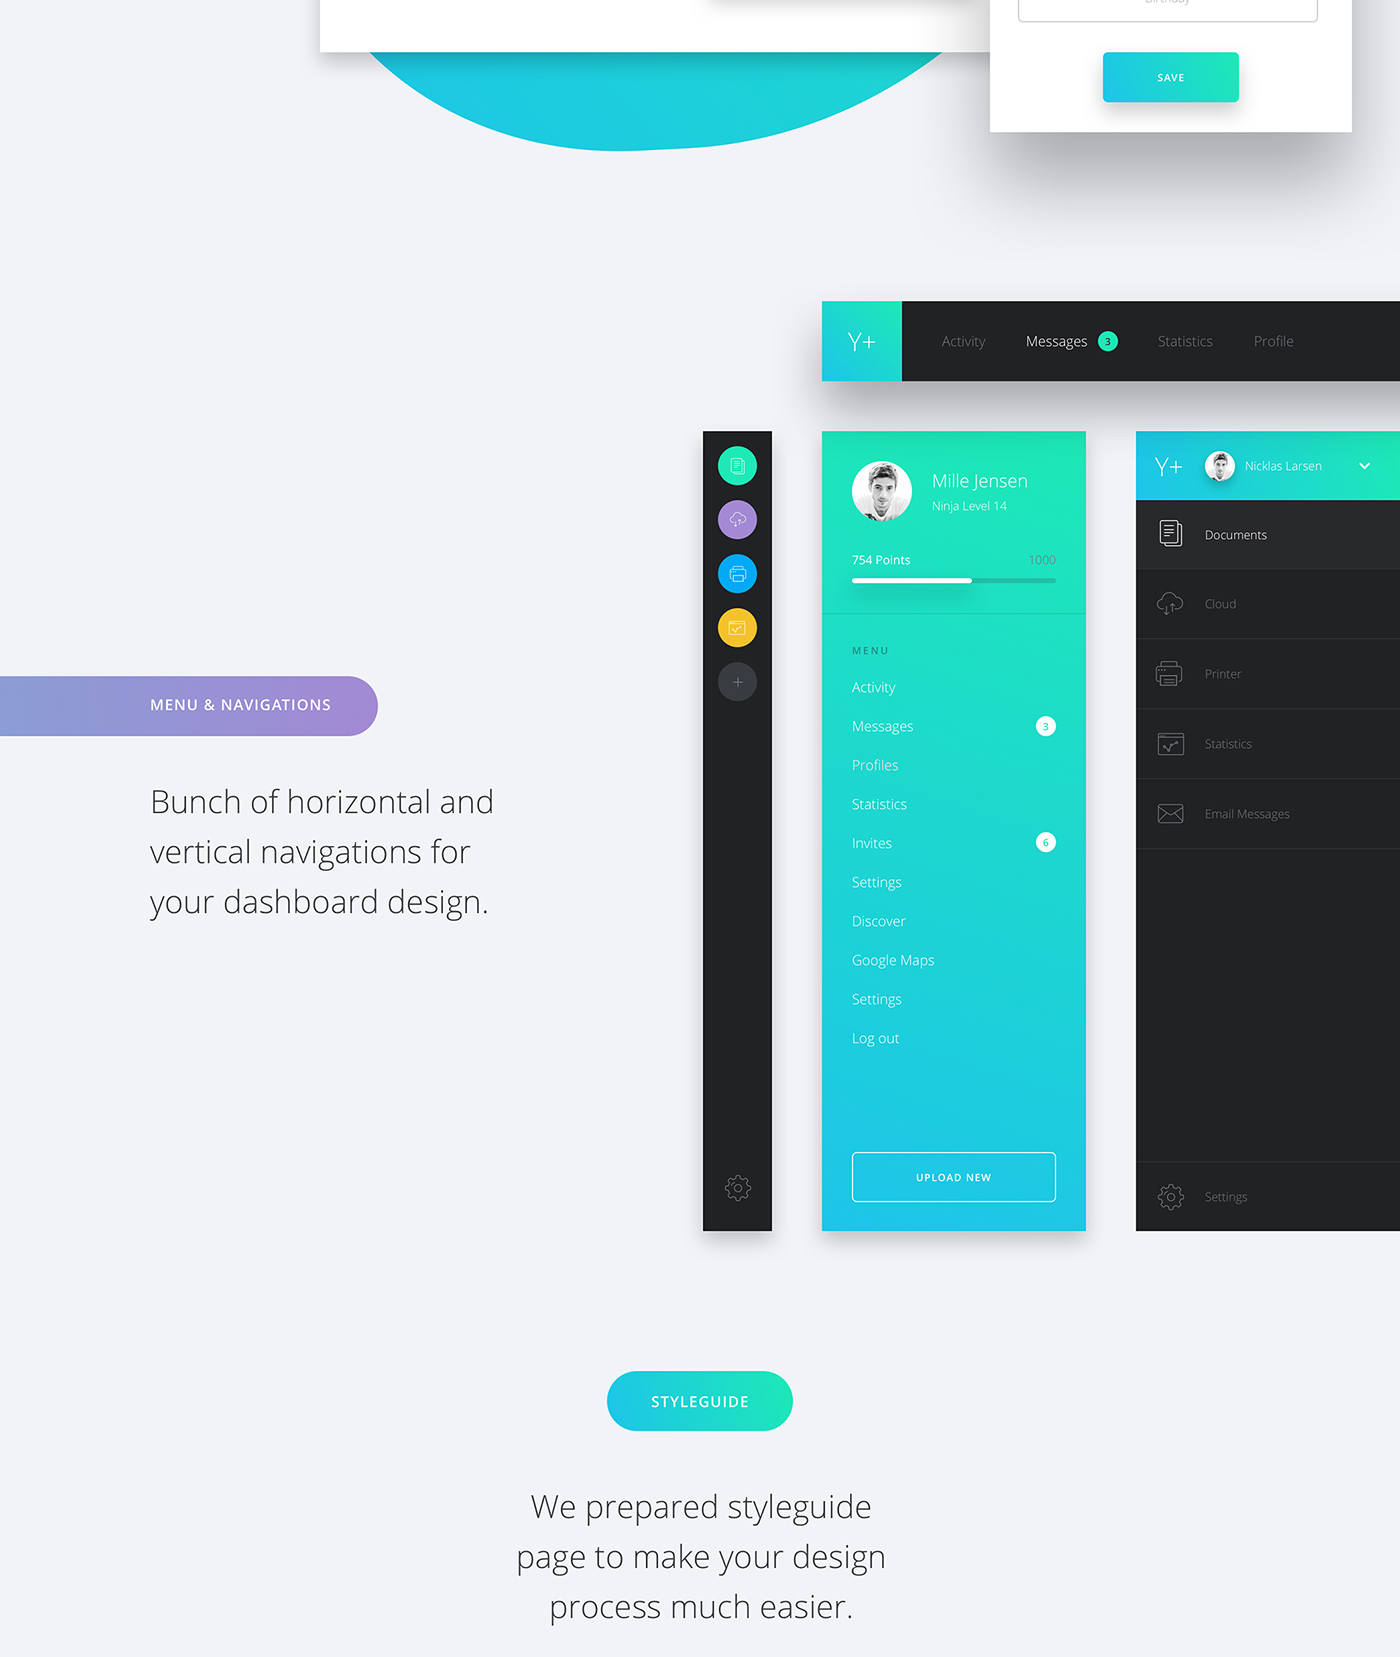 Birthday
SAVE
Y+
Activity
Messages 3
Statistics
Profile
Mille Jensen
Ninja Level 14
754 Points 1000
MENU
Activity
Messages 3
Profiles
Statistics
Invites 6
Settings
Discover
Google Maps
Settings
Log out
UPLOAD NEW
Y+ Nicklas Larsen
Documents
Cloud
Printer
Statistics
Email Messages
Settings
MENU & NAVIGATIONS
Bunch of horizontal and
vertical navigations for
your dashboard design.
STYLEGUIDE
We prepared styleguide
page to make your design
process much easier.